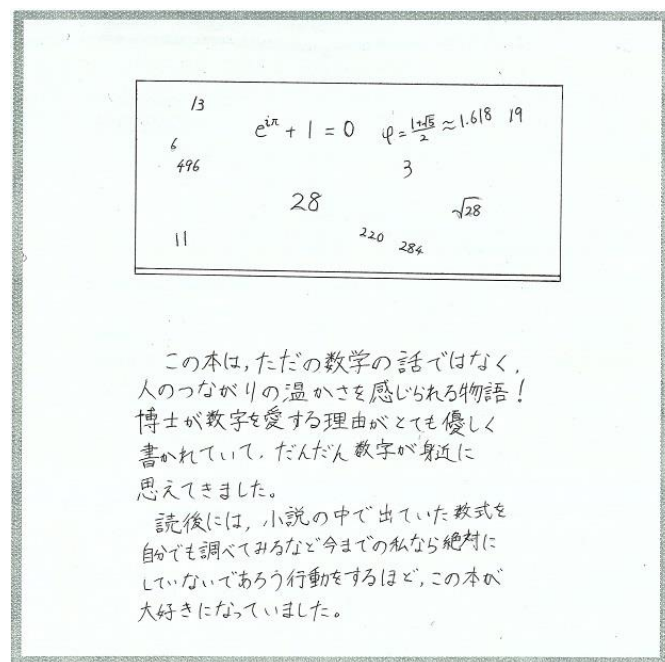 13
e^{iπ} + 1 = 0 φ = \frac{1+√5}{2} ≈ 1.618 19
6
496 3
28 √28
11 220 284
この本は,ただの数学の話ではなく,
人のつながりの温かさを感じられる物語!
博士が数字を愛する理由がとても優しく
書かれていて,だんだん数字が身近に
思えてきました。
読後には,小説の中で出ていた数式を
自分でも調べてみるなど今までの私なら絶対に
していないであろう行動をするほど,この本が
大好きになっていました。